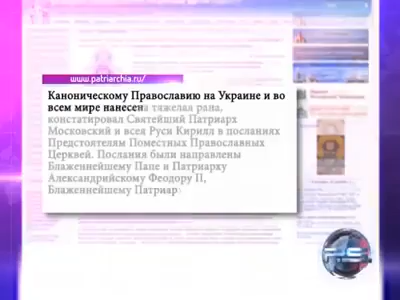 www.patriarchia.ru/
Каноническому Православию на Украине и во
всем мире нанесена тяжелая рана,
констатировал Святейший Патриарх
Московский и всея Руси Кирилл в посланиях
Предстоятелям Поместных Православных
Церквей. Послания были направлены
Блаженнейшему Папе и Патриарху
Александрийскому Феодору II,
Блаженнейшему Патриар
P.S.